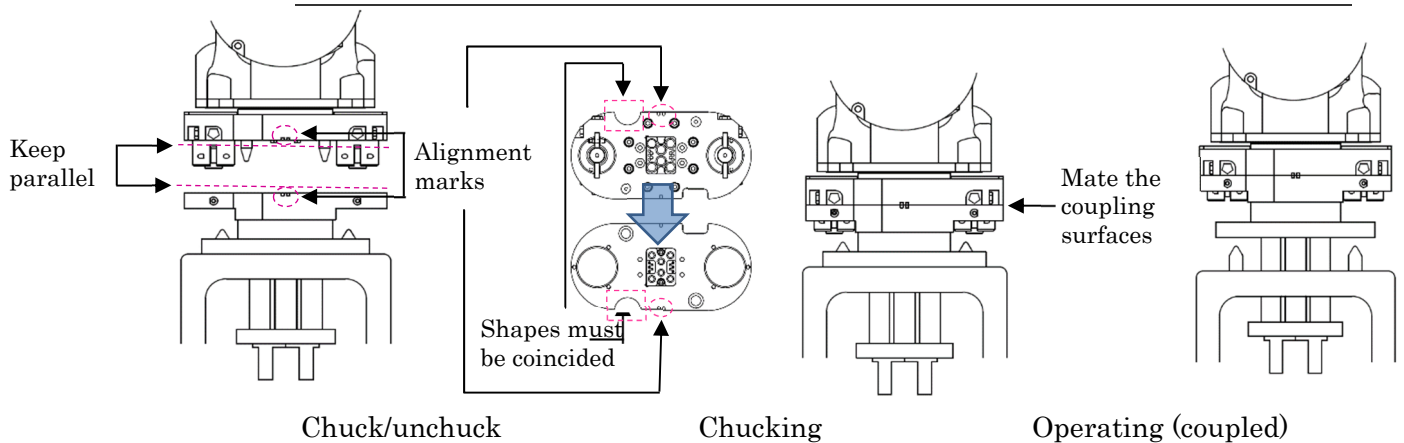 Keep
parallel
Alignment
marks
Shapes must
be coincided
Mate the
coupling
surfaces
Chuck/unchuck
Chucking
Operating (coupled)